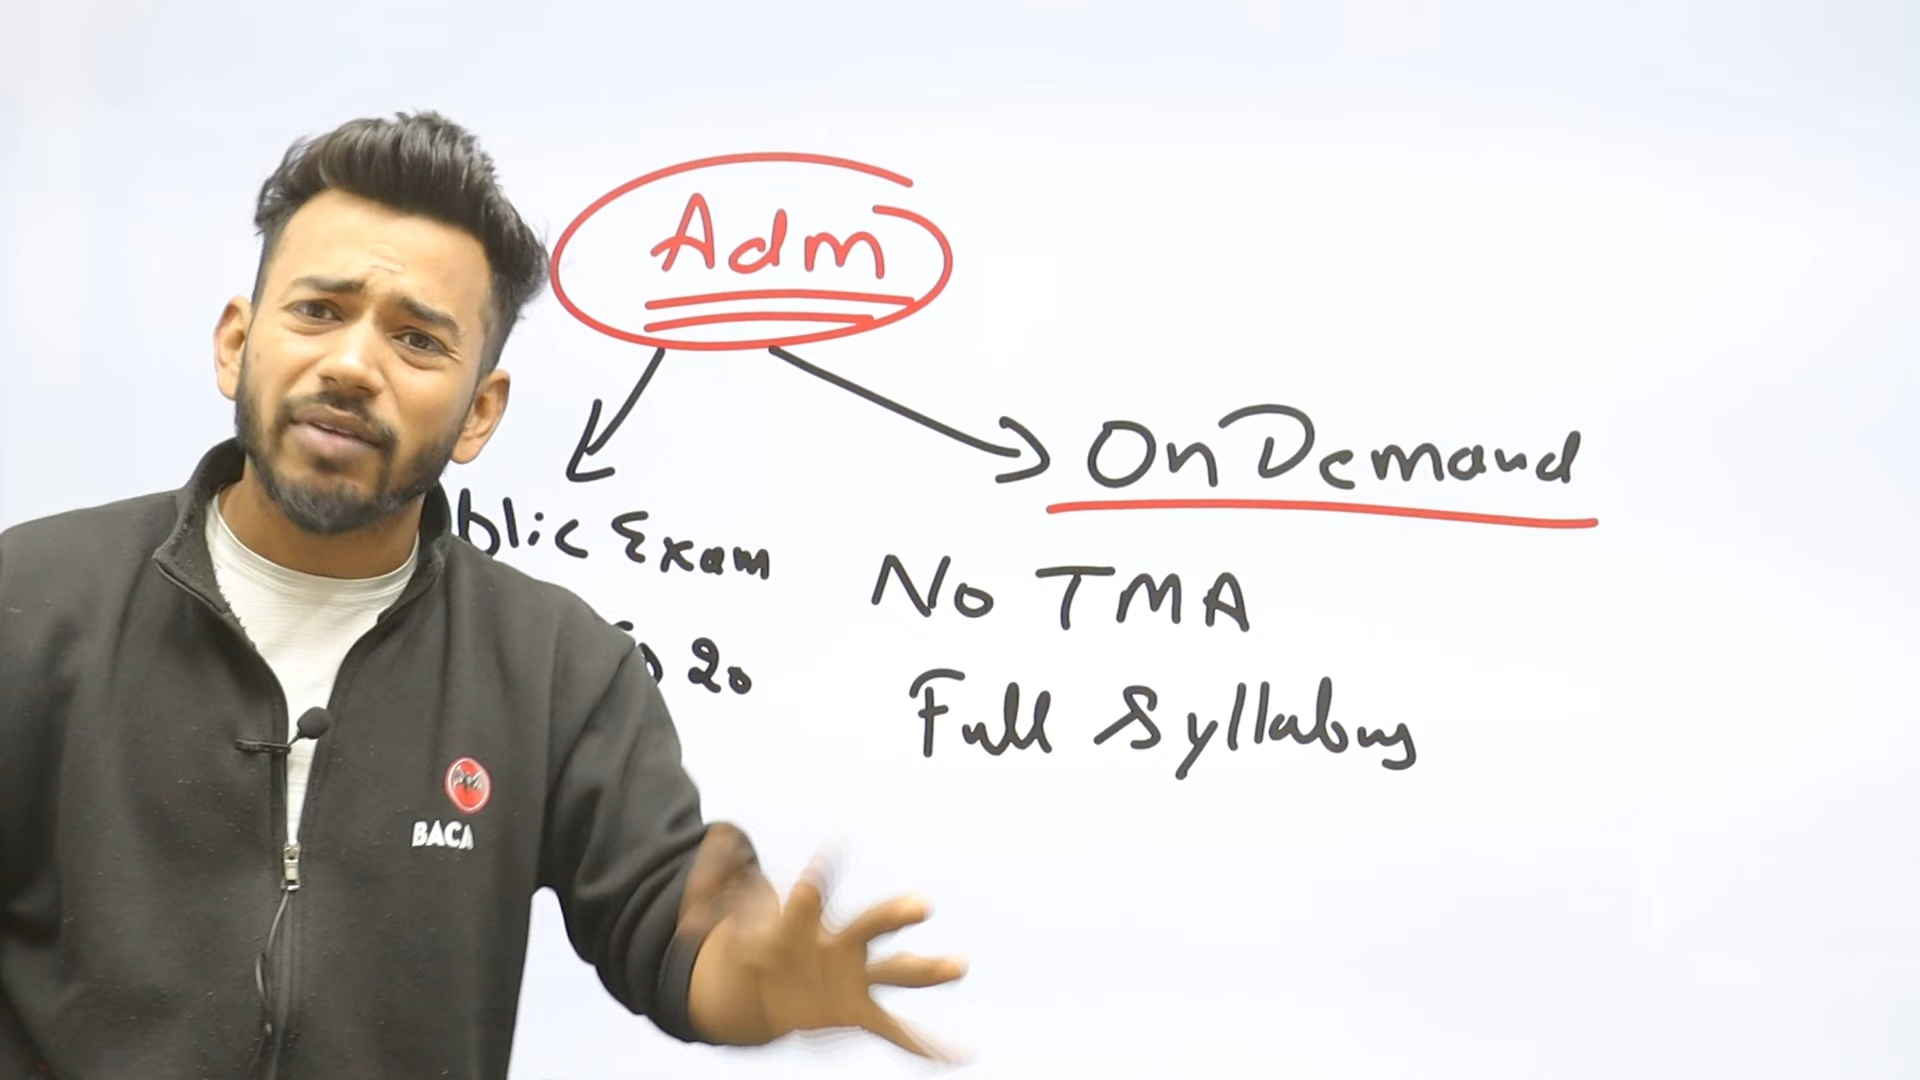 Adm
On Demand
blic Exam
No TMA
20
Full Syllabus
BACA